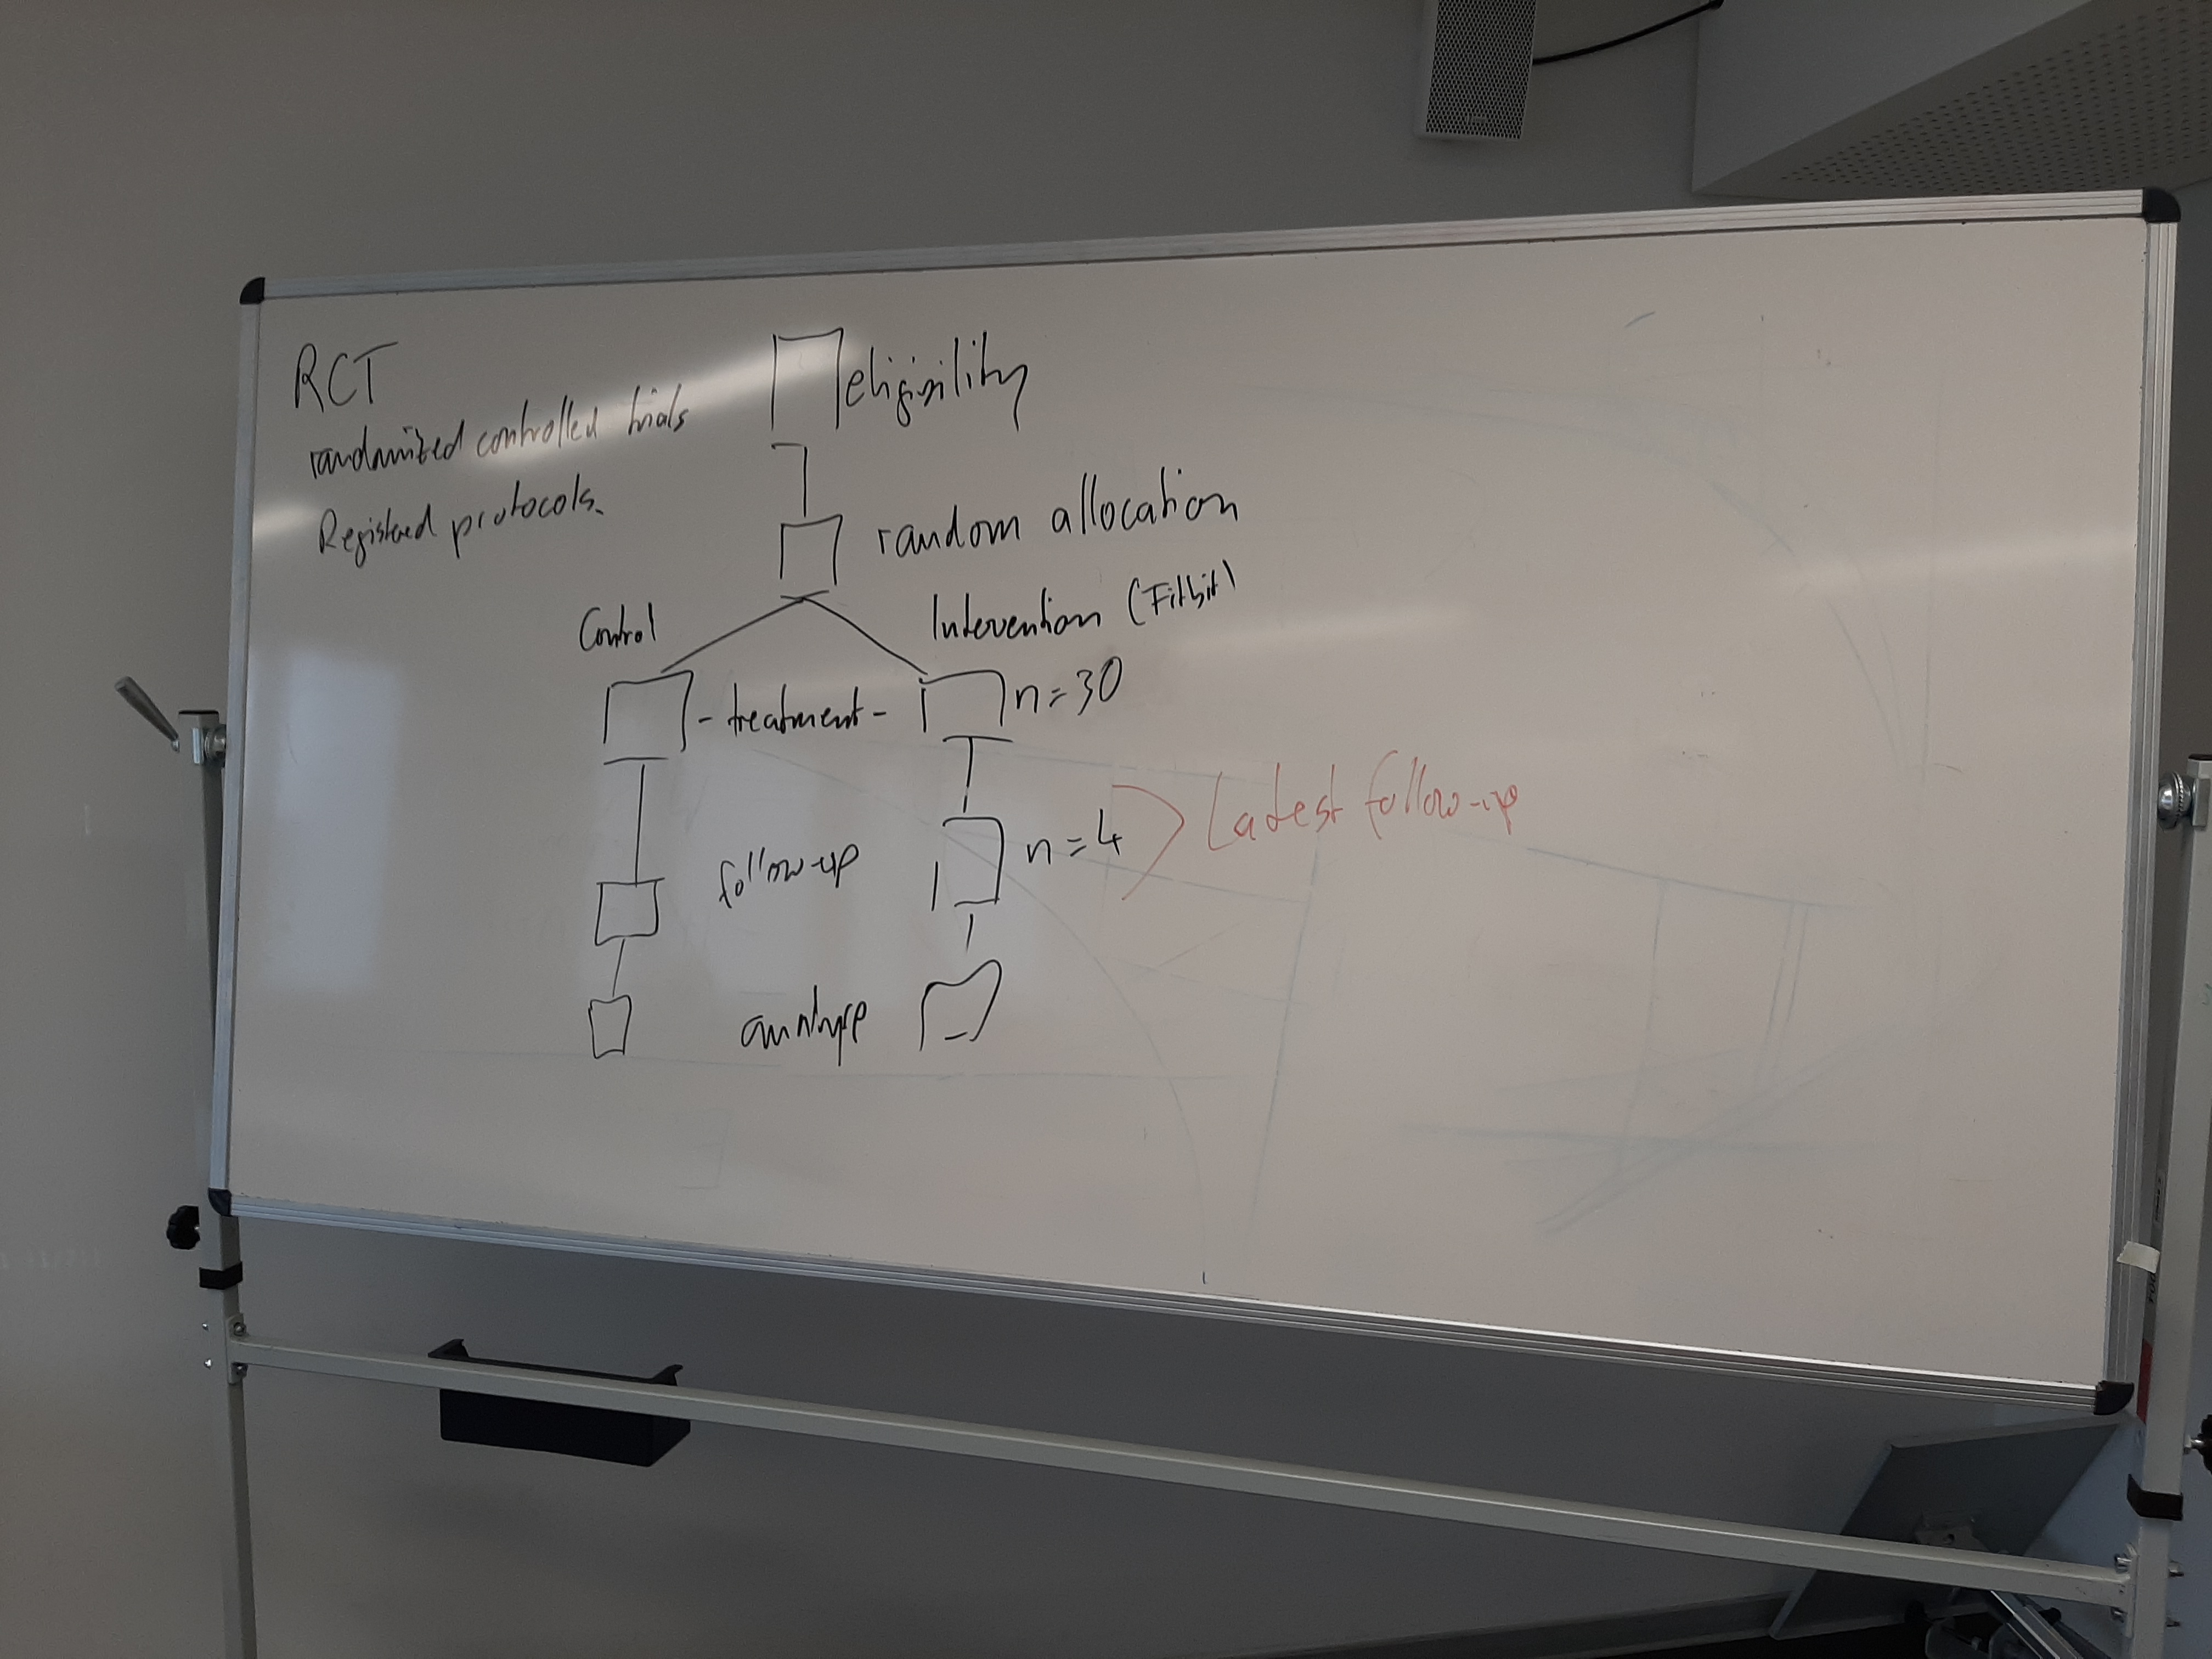 RCT
randomized controlled trials
Registered protocols.
eligibility
random allocation
Control
Intervention (Fitbit)
- treatment -
n=30
follow-up
n=4
Latest follow-up